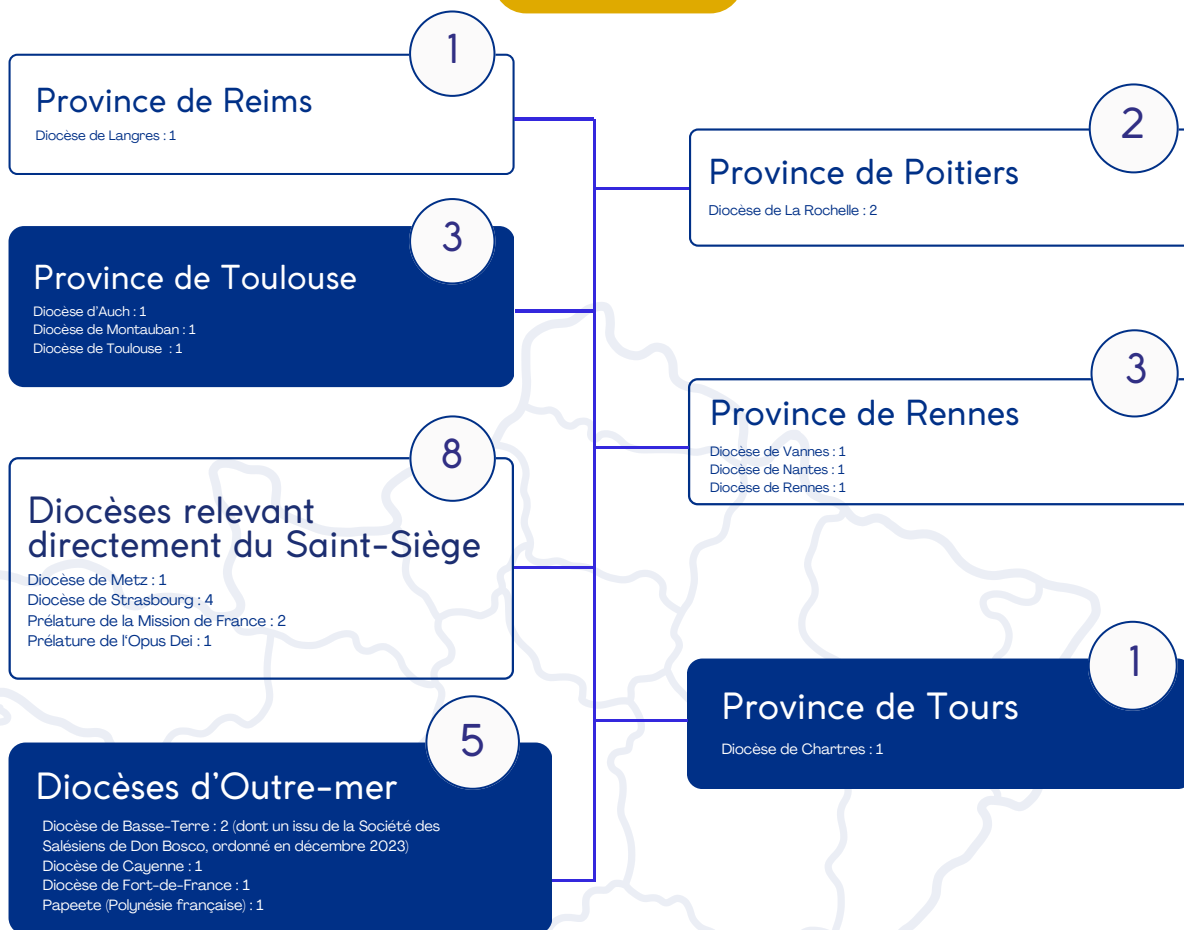 1
Province de Reims
Diocèse de Langres : 1
2
Province de Poitiers
Diocèse de La Rochelle : 2
3
Province de Toulouse
Diocèse d'Auch : 1
Diocèse de Montauban : 1
Diocèse de Toulouse : 1
3
Province de Rennes
Diocèse de Vannes : 1
Diocèse de Nantes : 1
Diocèse de Rennes : 1
8
Diocèses relevant
directement du Saint-Siège
Diocèse de Metz : 1
Diocèse de Strasbourg : 4
Prélature de la Mission de France : 2
Prélature de l'Opus Dei : 1
1
Province de Tours
Diocèse de Chartres : 1
5
Diocèses d'Outre-mer
Diocèse de Basse-Terre : 2 (dont un issu de la Société des
Salésiens de Don Bosco, ordonné en décembre 2023)
Diocèse de Cayenne : 1
Diocèse de Fort-de-France : 1
Papeete (Polynésie française) : 1